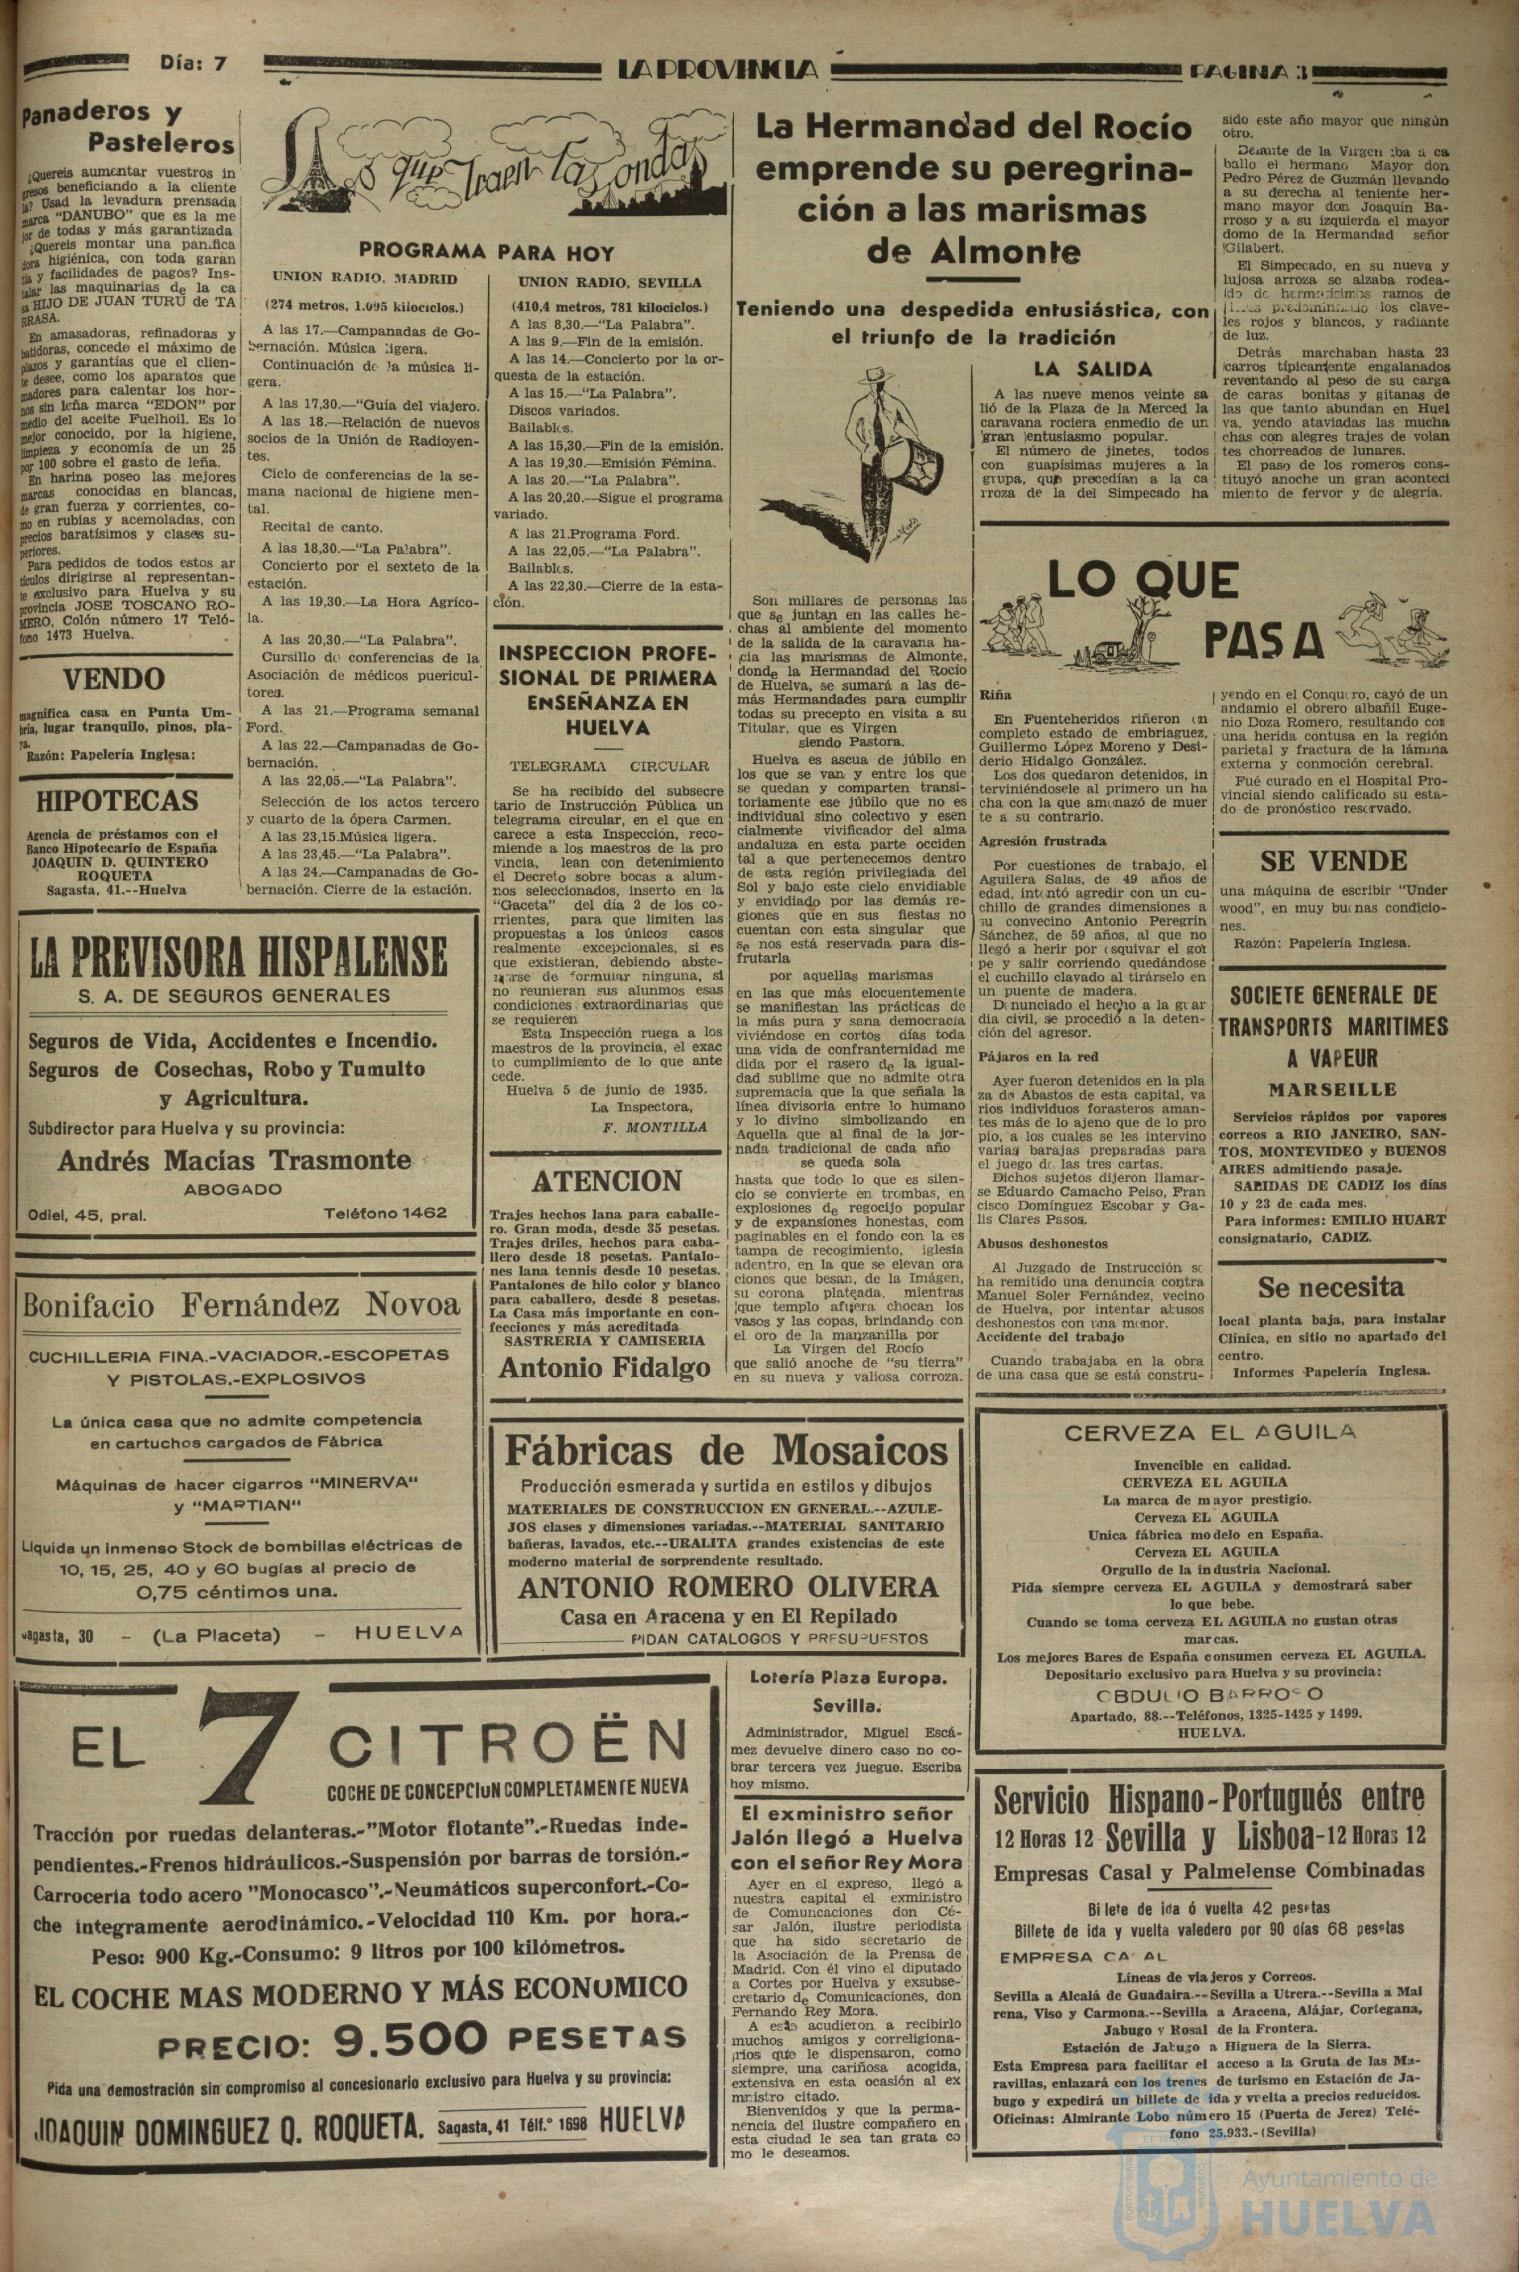 Día: 7
LA PROVINCIA
PAGINA 3
Panaderos y
Pasteleros
¿Quereis aumentar vuestros in
gresos beneficiando a la cliente
la? Usad la levadura prensada
marca "DANUBO" que es la me
jor de todas y más garantizada
¿Quereis montar una panifica
dora higiénica, con toda garan
tía y facilidades de pagos? Ins-
talar las maquinarias de la ca
sa HIJO DE JUAN TURU de TA
RRASA.
En amasadoras, refinadoras y
batidoras, concede el máximo de
plazos y garantías que el clien-
te desee, como los aparatos que
madores para calentar los hor-
nos sin leña marca "EDON" por
medio del aceite Fuelhoil. Es lo
mejor conocido, por la higiene,
limpieza y economía de un 25
por 100 sobre el gasto de leña.
En harina poseo las mejores
marcas conocidas en blancas,
de gran fuerza y corrientes, co-
mo en rubias y acemoladas, con
precios baratísimos y clases su-
periores.
Para pedidos de todos estos ar
tículos dirigirse al representan-
te exclusivo para Huelva y su
provincia JOSE TOSCANO RO-
MERO, Colón número 17 Telé-
fono 1473 Huelva.
VENDO
magnífica casa en Punta Um-
bría, lugar tranquilo, pinos, pla-
ya.
Razón: Papelería Inglesa:
HIPOTECAS
Agencia de préstamos con el
Banco Hipotecario de España
JOAQUIN D. QUINTERO
ROQUETA
Sagasta, 41.--Huelva
Lo que traen las ondas
PROGRAMA PARA HOY
UNION RADIO, MADRID
(274 metros, 1.095 kilociclos.)
A las 17.—Campanadas de Go-
bernación. Música ligera.
Continuación de la música li-
gera.
A las 17,30.—"Guía del viajero.
A las 18.—Relación de nuevos
socios de la Unión de Radioyen-
tes.
Ciclo de conferencias de la se-
mana nacional de higiene men-
tal.
Recital de canto.
A las 18,30.—"La Palabra".
Concierto por el sexteto de la
estación.
A las 19,30.—La Hora Agríco-
la.
A las 20,30.—"La Palabra".
Cursillo de conferencias de la
Asociación de médicos puericul-
tores.
A las 21.—Programa semanal
Ford.
A las 22.—Campanadas de Go-
bernación.
A las 22,05.—"La Palabra".
Selección de los actos tercero
y cuarto de la ópera Carmen.
A las 23,15.Música ligera.
A las 23,45.—"La Palabra".
A las 24.—Campanadas de Go-
bernación. Cierre de la estación.
UNION RADIO, SEVILLA
(410,4 metros, 781 kilociclos.)
A las 8,30.—"La Palabra".
A las 9.—Fin de la emisión.
A las 14.—Concierto por la or-
questa de la estación.
A las 15.—"La Palabra".
Discos variados.
Bailables.
A las 15,30.—Fin de la emisión.
A las 19,30.—Emisión Fémina.
A las 20.—"La Palabra".
A las 20,20.—Sigue el programa
variado.
A las 21.Programa Ford.
A las 22,05.—"La Palabra".
Bailables.
A las 22,30.—Cierre de la esta-
ción.
INSPECCION PROFE-
SIONAL DE PRIMERA
ENSEÑANZA EN
HUELVA
TELEGRAMA CIRCULAR
Se ha recibido del subsecre
tario de Instrucción Pública un
telegrama circular, en el que en
carece a esta Inspección, reco-
miende a los maestros de la pro
vincia, lean con detenimiento
el Decreto sobre bocas a alum-
nos seleccionados, inserto en la
"Gaceta" del día 2 de los co-
rrientes, para que limiten las
propuestas a los únicos casos
realmente excepcionales, si es
que existieran, debiendo abste-
nerse de formular ninguna, si
no reunieran sus alunmos esas
condiciones extraordinarias que
se requieren
Esta Inspección ruega a los
maestros de la provincia, el exac
to cumplimiento de lo que ante
cede.
Huelva 5 de junio de 1935.
La Inspectora,
F. MONTILLA
ATENCION
Trajes hechos lana para caballe-
ro. Gran moda, desde 35 pesetas.
Trajes driles, hechos para caba-
llero desde 18 pesetas. Pantalo-
nes lana tennis desde 10 pesetas.
Pantalones de hilo color y blanco
para caballero, desde 8 pesetas.
La Casa más importante en con-
fecciones y más acreditada
SASTRERIA Y CAMISERIA
Antonio Fidalgo
La Hermandad del Rocío
emprende su peregrina-
ción a las marismas
de Almonte
Teniendo una despedida entusiástica, con
el triunfo de la tradición
Son millares de personas las
que se juntan en las calles he-
chas al ambiente del momento
de la salida de la caravana ha-
cia las marismas de Almonte,
donde la Hermandad del Rocío
de Huelva, se sumará a las de-
más Hermandades para cumplir
todas su precepto en visita a su
Titular, que es Virgen
siendo Pastora.
Huelva es ascua de júbilo en
los que se van y entre los que
se quedan y comparten transi-
toriamente ese júbilo que no es
individual sino colectivo y esen
cialmente vivificador del alma
andaluza en esta parte occiden
tal a que pertenecemos dentro
de esta región privilegiada del
Sol y bajo este cielo envidiable
y envidiado por las demás re-
giones que en sus fiestas no
cuentan con esta singular que
se nos está reservada para dis-
frutarla
por aquellas marismas
en las que más elocuentemente
se manifiestan las prácticas de
la más pura y sana democracia
viviéndose en cortos días toda
una vida de confranternidad me
dida por el rasero de la igual-
dad sublime que no admite otra
supremacia que la que señala la
línea divisoria entre lo humano
y lo divino simbolizando en
Aquella que al final de la jor-
nada tradicional de cada año
se queda sola
hasta que todo lo que es silen-
cio se convierte en trombas, en
explosiones de regocijo popular
y de expansiones honestas, com
paginables en el fondo con la es
tampa de recogimiento, iglesia
adentro, en la que se elevan ora
ciones que besan, de la Imágen,
su corona plateada, mientras
que templo afuera chocan los
vasos y las copas, brindando con
el oro de la manzanilla por
La Virgen del Rocío
que salió anoche de "su tierra"
en su nueva y valiosa corroza.
LA SALIDA
A las nueve menos veinte sa
lió de la Plaza de la Merced la
caravana rociera enmedio de un
gran entusiasmo popular.
El número de jinetes, todos
con guapísimas mujeres a la
grupa, que precedían a la ca
rroza de la del Simpecado ha
sido este año mayor que ningún
otro.
Delante de la Virgen iba a ca
ballo el hermano Mayor don
Pedro Pérez de Guzmán llevando
a su derecha al teniente her-
mano mayor don Joaquín Ba-
rroso y a su izquierda el mayor
domo de la Hermandad señor
Gilabert.
El Simpecado, en su nueva y
lujosa arroza se alzaba rodea-
do de hermosísimos ramos de
flores predominando los clave-
les rojos y blancos, y radiante
de luz.
Detrás marchaban hasta 23
carros típicamente engalanados
reventando al peso de su carga
de caras bonitas y gitanas de
las que tanto abundan en Huel
va, yendo ataviadas las mucha
chas con alegres trajes de volan
tes chorreados de lunares.
El paso de los romeros cons-
tituyó anoche un gran aconteci
miento de fervor y de alegría.
LO QUE
PASA
Riña
En Fuenteheridos riñeron en
completo estado de embriaguez,
Guillermo López Moreno y Desi-
derio Hidalgo González.
Los dos quedaron detenidos, in
terviniéndosele al primero un ha
cha con la que amenazó de muer
te a su contrario.
Agresión frustrada
Por cuestiones de trabajo, el
Aguilera Salas, de 49 años de
edad, intentó agredir con un cu-
chillo de grandes dimensiones a
su convecino Antonio Peregrín
Sánchez, de 59 años, al que no
llegó a herir por esquivar el gol
pe y salir corriendo quedándose
el cuchillo clavado al tirárselo en
un puente de madera.
Denunciado el hecho a la guar
dia civil, se procedió a la deten-
ción del agresor.
Pájaros en la red
Ayer fueron detenidos en la pla
za de Abastos de esta capital, va
rios individuos forasteros aman-
tes más de lo ajeno que de lo pro
pio, a los cuales se les intervino
varias barajas preparadas para
el juego de las tres cartas.
Dichos sujetos dijeron llamar-
se Eduardo Camacho Peiso, Fran
cisco Domínguez Escobar y Ga-
lis Clares Pasos.
Abusos deshonestos
Al Juzgado de Instrucción se
ha remitido una denuncia contra
Manuel Soler Fernández, vecino
de Huelva, por intentar abusos
deshonestos con una menor.
Accidente del trabajo
Cuando trabajaba en la obra
de una casa que se está constru-
yendo en el Conquero, cayó de un
andamio el obrero albañil Euge-
nio Doza Romero, resultando con
una herida contusa en la región
parietal y fractura de la lámina
externa y conmoción cerebral.
Fué curado en el Hospital Pro-
vincial siendo calificado su esta-
do de pronóstico reservado.
SE VENDE
una máquina de escribir "Under
wood", en muy buenas condicio-
nes.
Razón: Papelería Inglesa.
SOCIETE GENERALE DE
TRANSPORTS MARITIMES
A VAPEUR
MARSEILLE
Servicios rápidos por vapores
correos a RIO JANEIRO, SAN-
TOS, MONTEVIDEO y BUENOS
AIRES admitiendo pasaje.
SALIDAS DE CADIZ los días
10 y 23 de cada mes.
Para informes: EMILIO HUART
consignatario, CADIZ.
Se necesita
local planta baja, para instalar
Clínica, en sitio no apartado del
centro.
Informes Papelería Inglesa.
LA PREVISORA HISPALENSE
S. A. DE SEGUROS GENERALES
Seguros de Vida, Accidentes e Incendio.
Seguros de Cosechas, Robo y Tumulto
y Agricultura.
Subdirector para Huelva y su provincia:
Andrés Macías Trasmonte
ABOGADO
Odiel, 45, pral. Teléfono 1462
Bonifacio Fernández Novoa
CUCHILLERIA FINA.-VACIADOR.-ESCOPETAS
Y PISTOLAS.-EXPLOSIVOS
La única casa que no admite competencia
en cartuchos cargados de Fábrica
Máquinas de hacer cigarros "MINERVA"
y "MARTIAN"
Liquida un inmenso Stock de bombillas eléctricas de
10, 15, 25, 40 y 60 bugías al precio de
0,75 céntimos una.
Sagasta, 30 - (La Placeta) - HUELVA
Fábricas de Mosaicos
Producción esmerada y surtida en estilos y dibujos
MATERIALES DE CONSTRUCCION EN GENERAL.--AZULE-
JOS clases y dimensiones variadas.--MATERIAL SANITARIO
bañeras, lavados, etc.--URALITA grandes existencias de este
moderno material de sorprendente resultado.
ANTONIO ROMERO OLIVERA
Casa en Aracena y en El Repilado
PIDAN CATALOGOS Y PRESUPUESTOS
CERVEZA EL AGUILA
Invencible en calidad.
CERVEZA EL AGUILA
La marca de mayor prestigio.
Cerveza EL AGUILA
Unica fábrica modelo en España.
Cerveza EL AGUILA
Orgullo de la industria Nacional.
Pida siempre cerveza EL AGUILA y demostrará saber
lo que bebe.
Cuando se toma cerveza EL AGUILA no gustan otras
marcas.
Los mejores Bares de España consumen cerveza EL AGUILA.
Depositario exclusivo para Huelva y su provincia:
OBDULIO BARROSO
Apartado, 88.--Teléfonos, 1325-1425 y 1499.
HUELVA.
EL 7 CITROËN
COCHE DE CONCEPCION COMPLETAMENTE NUEVA
Tracción por ruedas delanteras.-"Motor flotante".-Ruedas inde-
pendientes.-Frenos hidráulicos.-Suspensión por barras de torsión.-
Carrocería todo acero "Monocasco".-Neumáticos superconfort.-Co-
che íntegramente aerodinámico.-Velocidad 110 Km. por hora.-
Peso: 900 Kg.-Consumo: 9 litros por 100 kilómetros.
EL COCHE MAS MODERNO Y MÁS ECONOMICO
PRECIO: 9.500 PESETAS
Pida una demostración sin compromiso al concesionario exclusivo para Huelva y su provincia:
JOAQUIN DOMINGUEZ Q. ROQUETA. Sagasta, 41 Télf.º 1698 HUELVA
Lotería Plaza Europa.
Sevilla.
Administrador, Miguel Escá-
mez devuelve dinero caso no co-
brar tercera vez juegue. Escriba
hoy mismo.
El exministro señor
Jalón llegó a Huelva
con el señor Rey Mora
Ayer en el expreso, llegó a
nuestra capital el exministro
de Comuncaciones don Cé-
sar Jalón, ilustre periodista
que ha sido secretario de
la Asociación de la Prensa de
Madrid. Con él vino el diputado
a Cortes por Huelva y exsubse-
cretario de Comunicaciones, don
Fernando Rey Mora.
A esta acudieron a recibirlo
muchos amigos y correligiona-
rios que le dispensaron, como
siempre, una cariñosa acogida,
extensiva en esta ocasión al ex
ministro citado.
Bienvenidos y que la perma-
nencia del ilustre compañero en
esta ciudad le sea tan grata co
mo le deseamos.
Servicio Hispano-Portugués entre
12 Horas 12 - Sevilla y Lisboa - 12 Horas 12
Empresas Casal y Palmelense Combinadas
Billete de ida ó vuelta 42 pesetas
Billete de ida y vuelta valedero por 90 días 68 pesetas
EMPRESA CASAL
Líneas de viajeros y Correos.
Sevilla a Alcalá de Guadaira.--Sevilla a Utrera.--Sevilla a Mai
rena, Viso y Carmona.--Sevilla a Aracena, Alájar, Cortegana,
Jabugo y Rosal de la Frontera.
Estación de Jabugo a Higuera de la Sierra.
Esta Empresa para facilitar el acceso a la Gruta de las Ma-
ravillas, enlazará con los trenes de turismo en Estación de Ja-
bugo y expedirá un billete de ida y vuelta a precios reducidos.
Oficinas: Almirante Lobo número 15 (Puerta de Jerez) Telé-
fono 25.933.-(Sevilla)
Ayuntamiento de
HUELVA